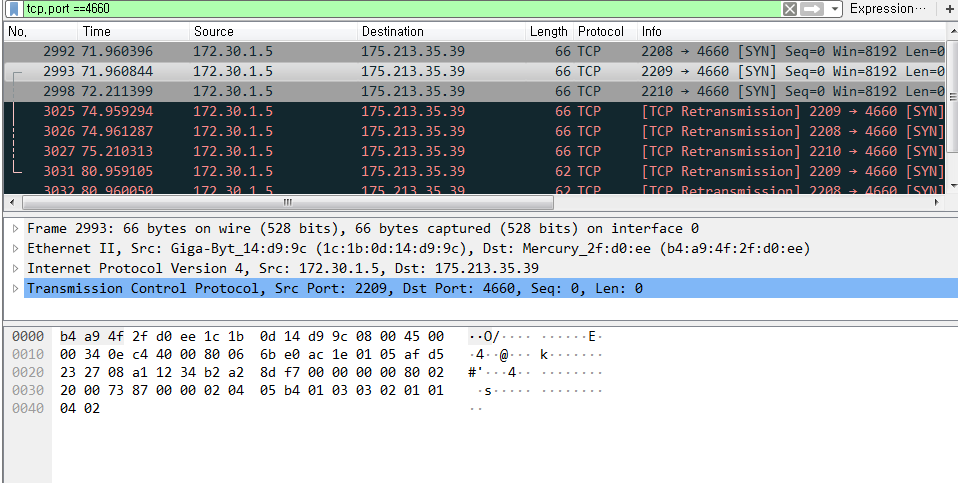 tcp.port ==4660 Expression… +
No. Time Source Destination Length Protocol Info
2992 71.960396 172.30.1.5 175.213.35.39 66 TCP 2208 → 4660 [SYN] Seq=0 Win=8192 Len=0
2993 71.960844 172.30.1.5 175.213.35.39 66 TCP 2209 → 4660 [SYN] Seq=0 Win=8192 Len=0
2998 72.211399 172.30.1.5 175.213.35.39 66 TCP 2210 → 4660 [SYN] Seq=0 Win=8192 Len=0
3025 74.959294 172.30.1.5 175.213.35.39 66 TCP [TCP Retransmission] 2209 → 4660 [SYN]
3026 74.961287 172.30.1.5 175.213.35.39 66 TCP [TCP Retransmission] 2208 → 4660 [SYN]
3027 75.210313 172.30.1.5 175.213.35.39 66 TCP [TCP Retransmission] 2210 → 4660 [SYN]
3031 80.959105 172.30.1.5 175.213.35.39 62 TCP [TCP Retransmission] 2209 → 4660 [SYN]
3032 80.960050 172.30.1.5 175.213.35.39 62 TCP [TCP Retransmission] 2208 → 4660 [SYN]
Frame 2993: 66 bytes on wire (528 bits), 66 bytes captured (528 bits) on interface 0
Ethernet II, Src: Giga-Byt_14:d9:9c (1c:1b:0d:14:d9:9c), Dst: Mercury_2f:d0:ee (b4:a9:4f:2f:d0:ee)
Internet Protocol Version 4, Src: 172.30.1.5, Dst: 175.213.35.39
Transmission Control Protocol, Src Port: 2209, Dst Port: 4660, Seq: 0, Len: 0
0000 b4 a9 4f 2f d0 ee 1c 1b 0d 14 d9 9c 08 00 45 00 ··O/···· ······E·
0010 00 34 0e c4 40 00 80 06 6b e0 ac 1e 01 05 af d5 ·4··@··· k·······
0020 23 27 08 a1 12 34 b2 a2 8d f7 00 00 00 00 80 02 #'···4·· ········
0030 20 00 73 87 00 00 02 04 05 b4 01 03 03 02 01 01 ·s····· ········
0040 04 02 ··